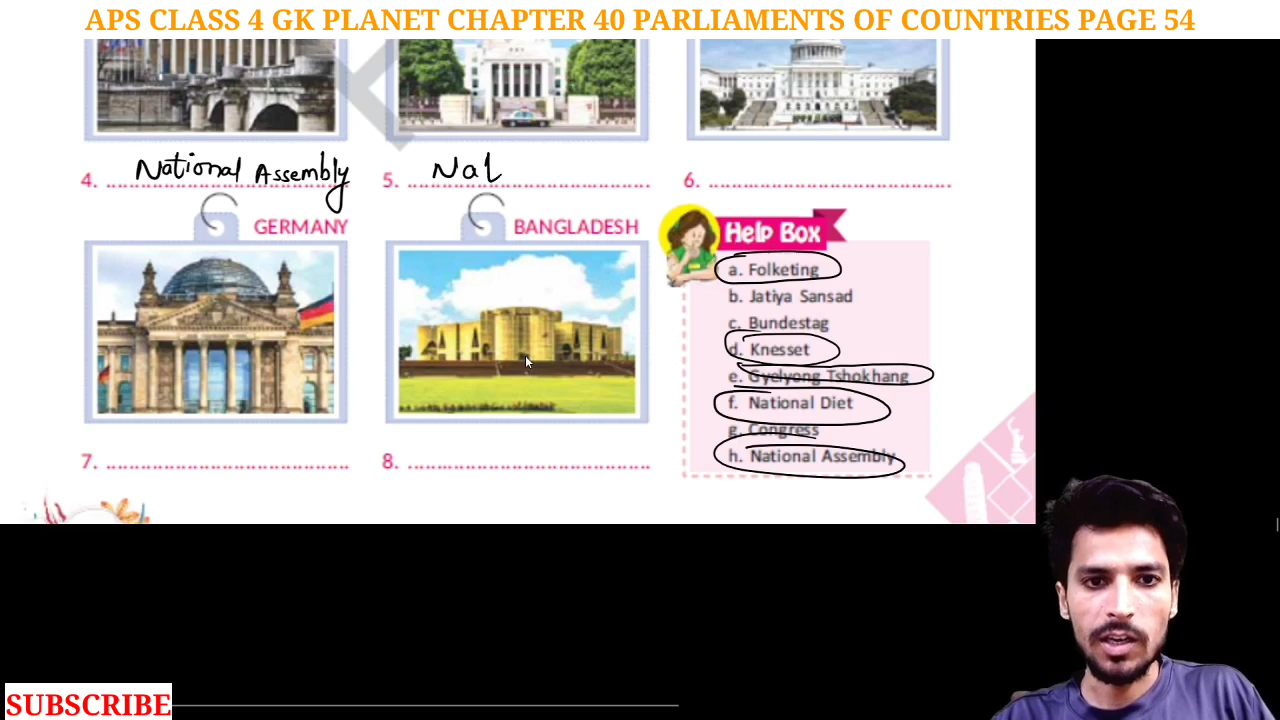 APS CLASS 4 GK PLANET CHAPTER 40 PARLIAMENTS OF COUNTRIES PAGE 54
4. National Assembly
5. Nat
6.
GERMANY
BANGLADESH
Help Box
a. Folketing
b. Jatiya Sansad
c. Bundestag
d. Knesset
e. Gyelyong Tshokhang
f. National Diet
g. Congress
h. National Assembly
7.
8.
SUBSCRIBE